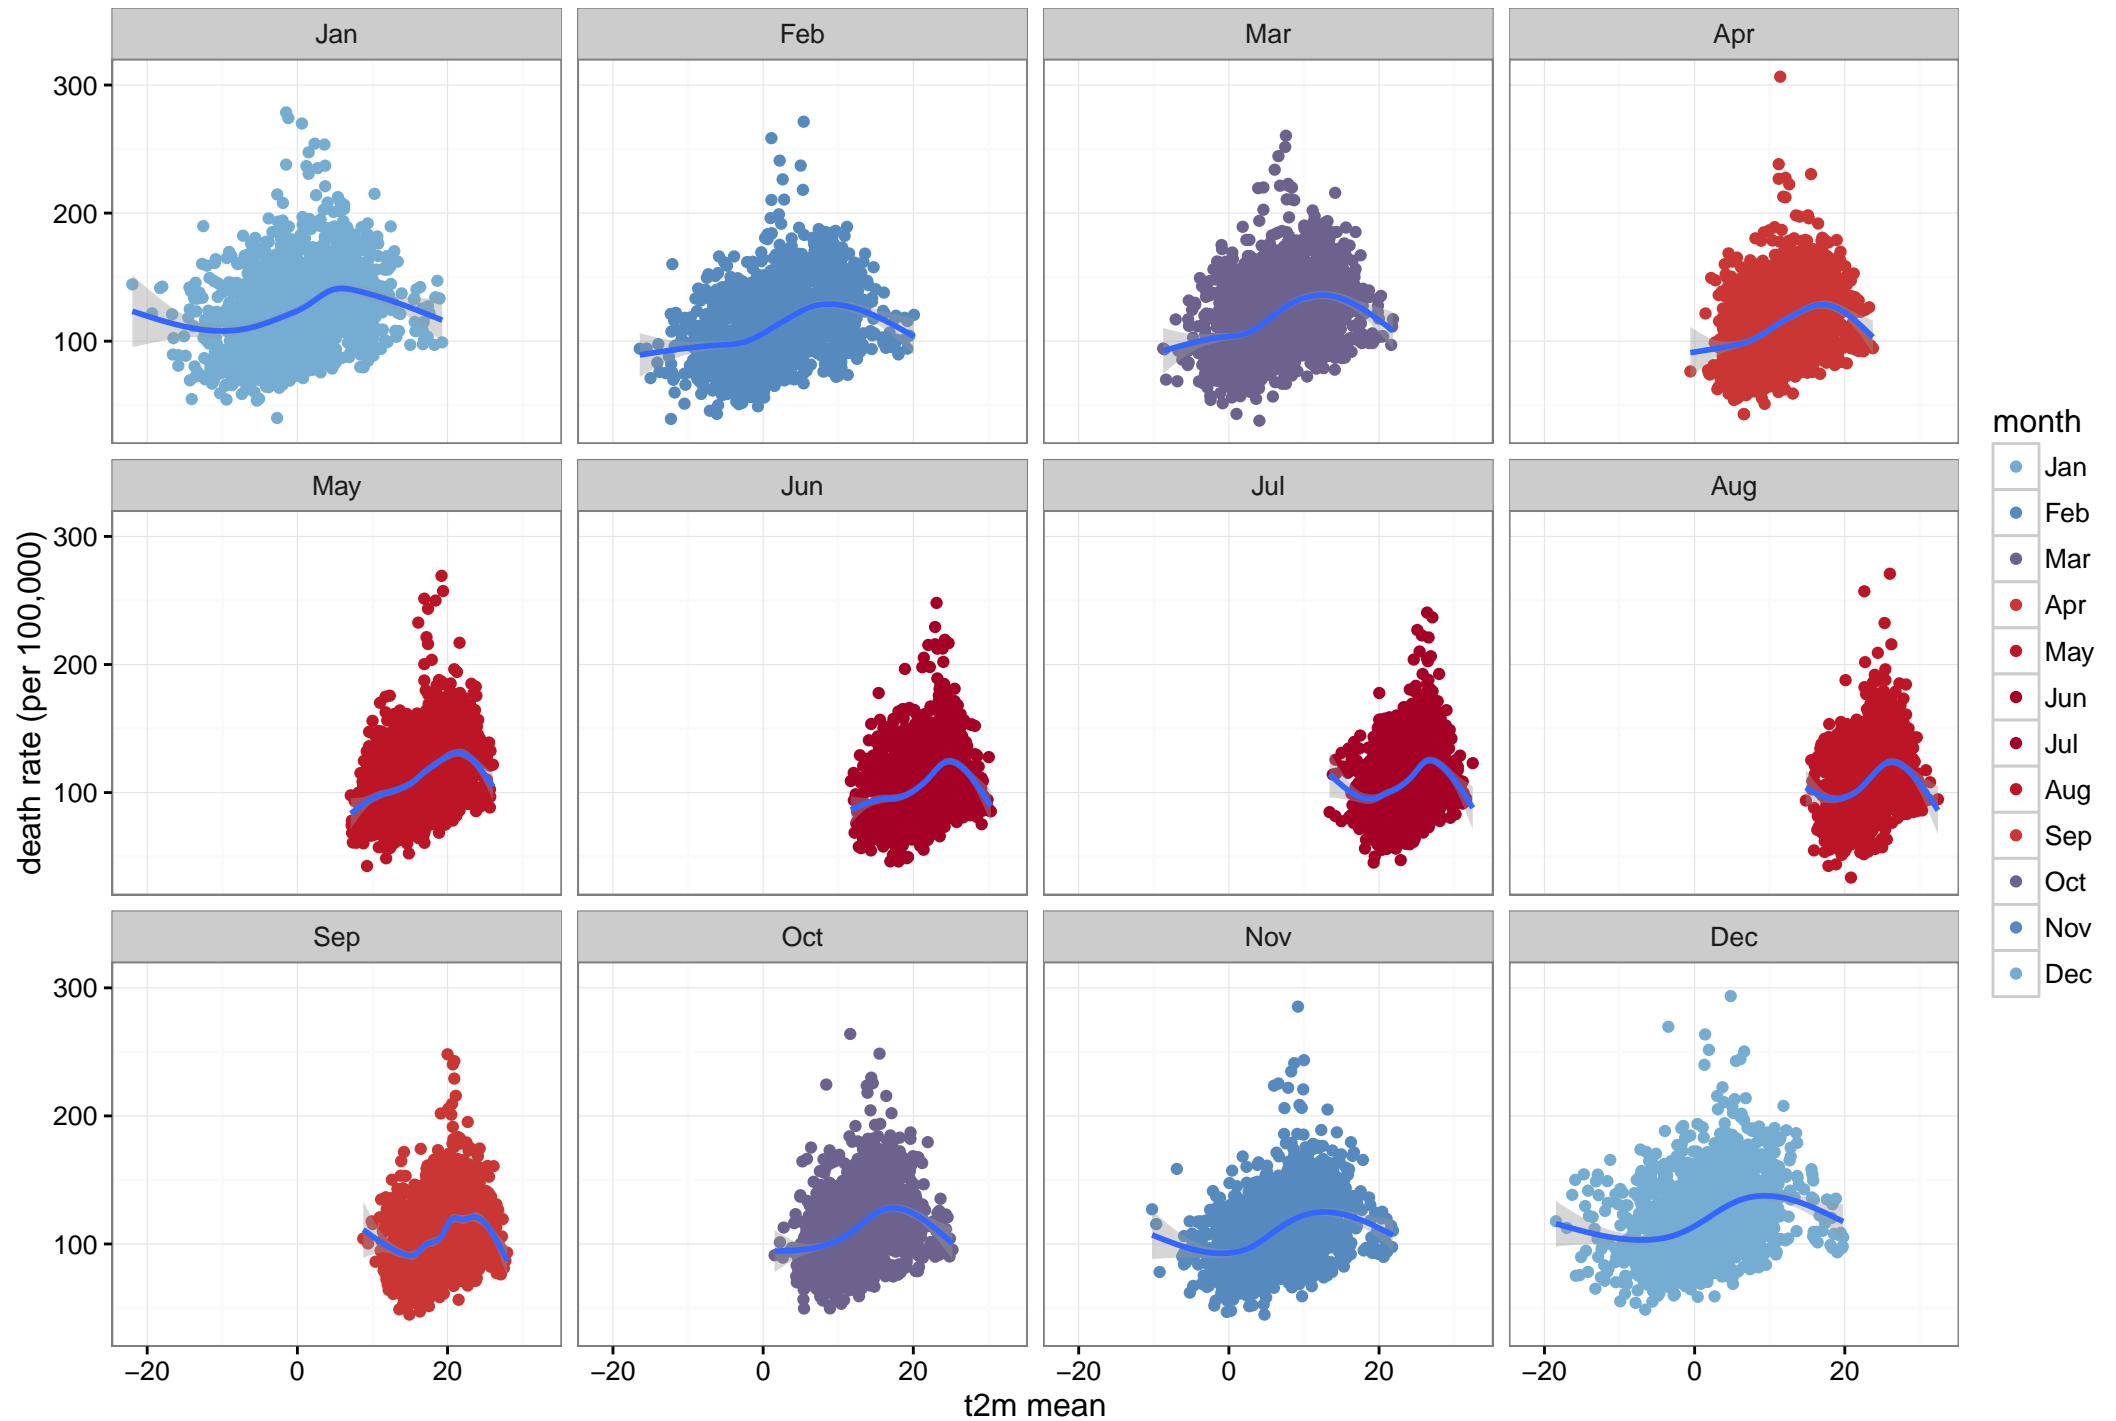 Jan Feb Mar Apr
300
200
100
May Jun Jul Aug
300
200
100
Sep Oct Nov Dec
300
200
100
−20 0 20 −20 0 20 −20 0 20 −20 0 20
t2m mean
death rate (per 100,000)
month
Jan
Feb
Mar
Apr
May
Jun
Jul
Aug
Sep
Oct
Nov
Dec